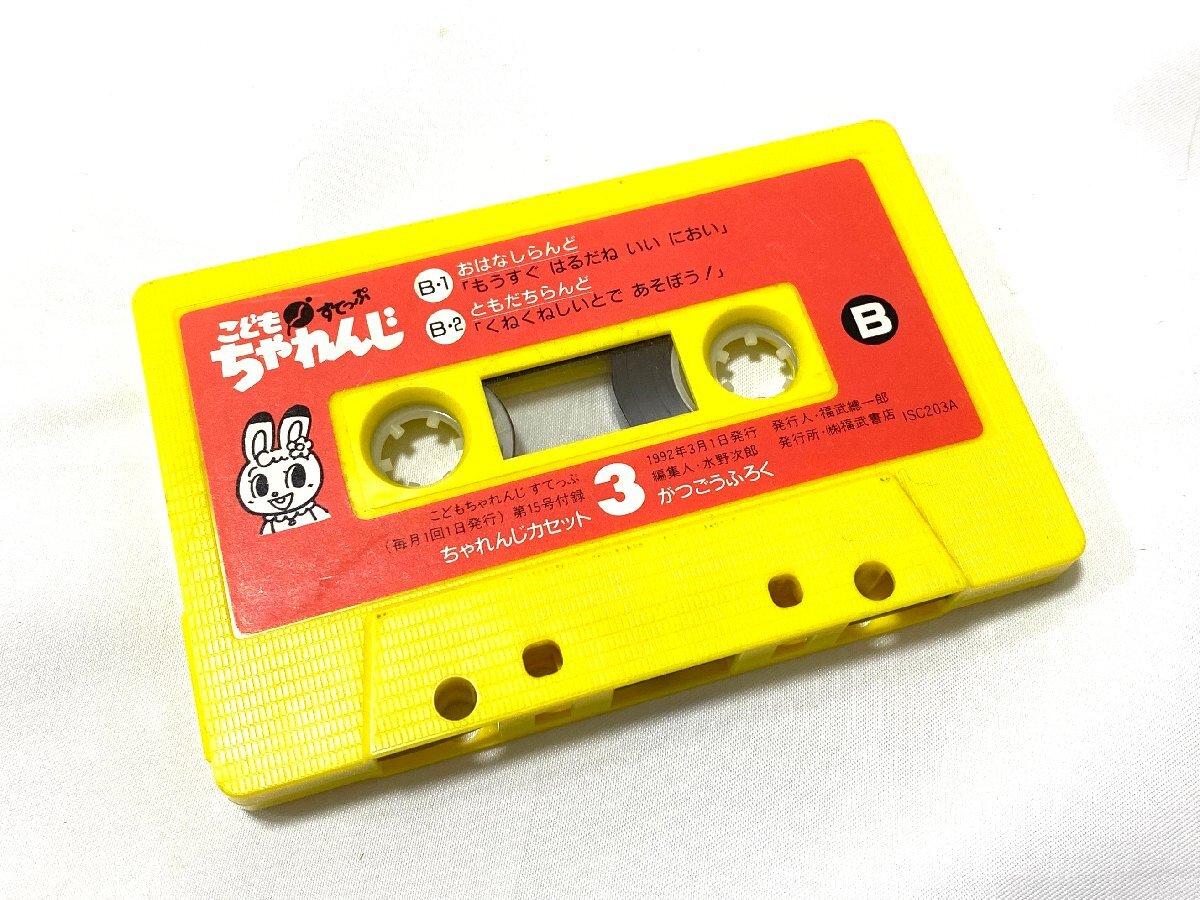 こども すてっぷ
ちゃれんじ
B・1 おはなしらんど
「もうすぐ はるだね いい におい」
B・2 ともだちらんど
「くねくねしいとで あそぼう!」
B
こどもちゃれんじ すてっぷ
(毎月1回1日発行) 第15号付録
ちゃれんじカセット
3
がつごうふろく
1992年3月1日発行 発行人・福武總一郎
編集人・水野次郎 発行所・㈱福武書店 ISC203A